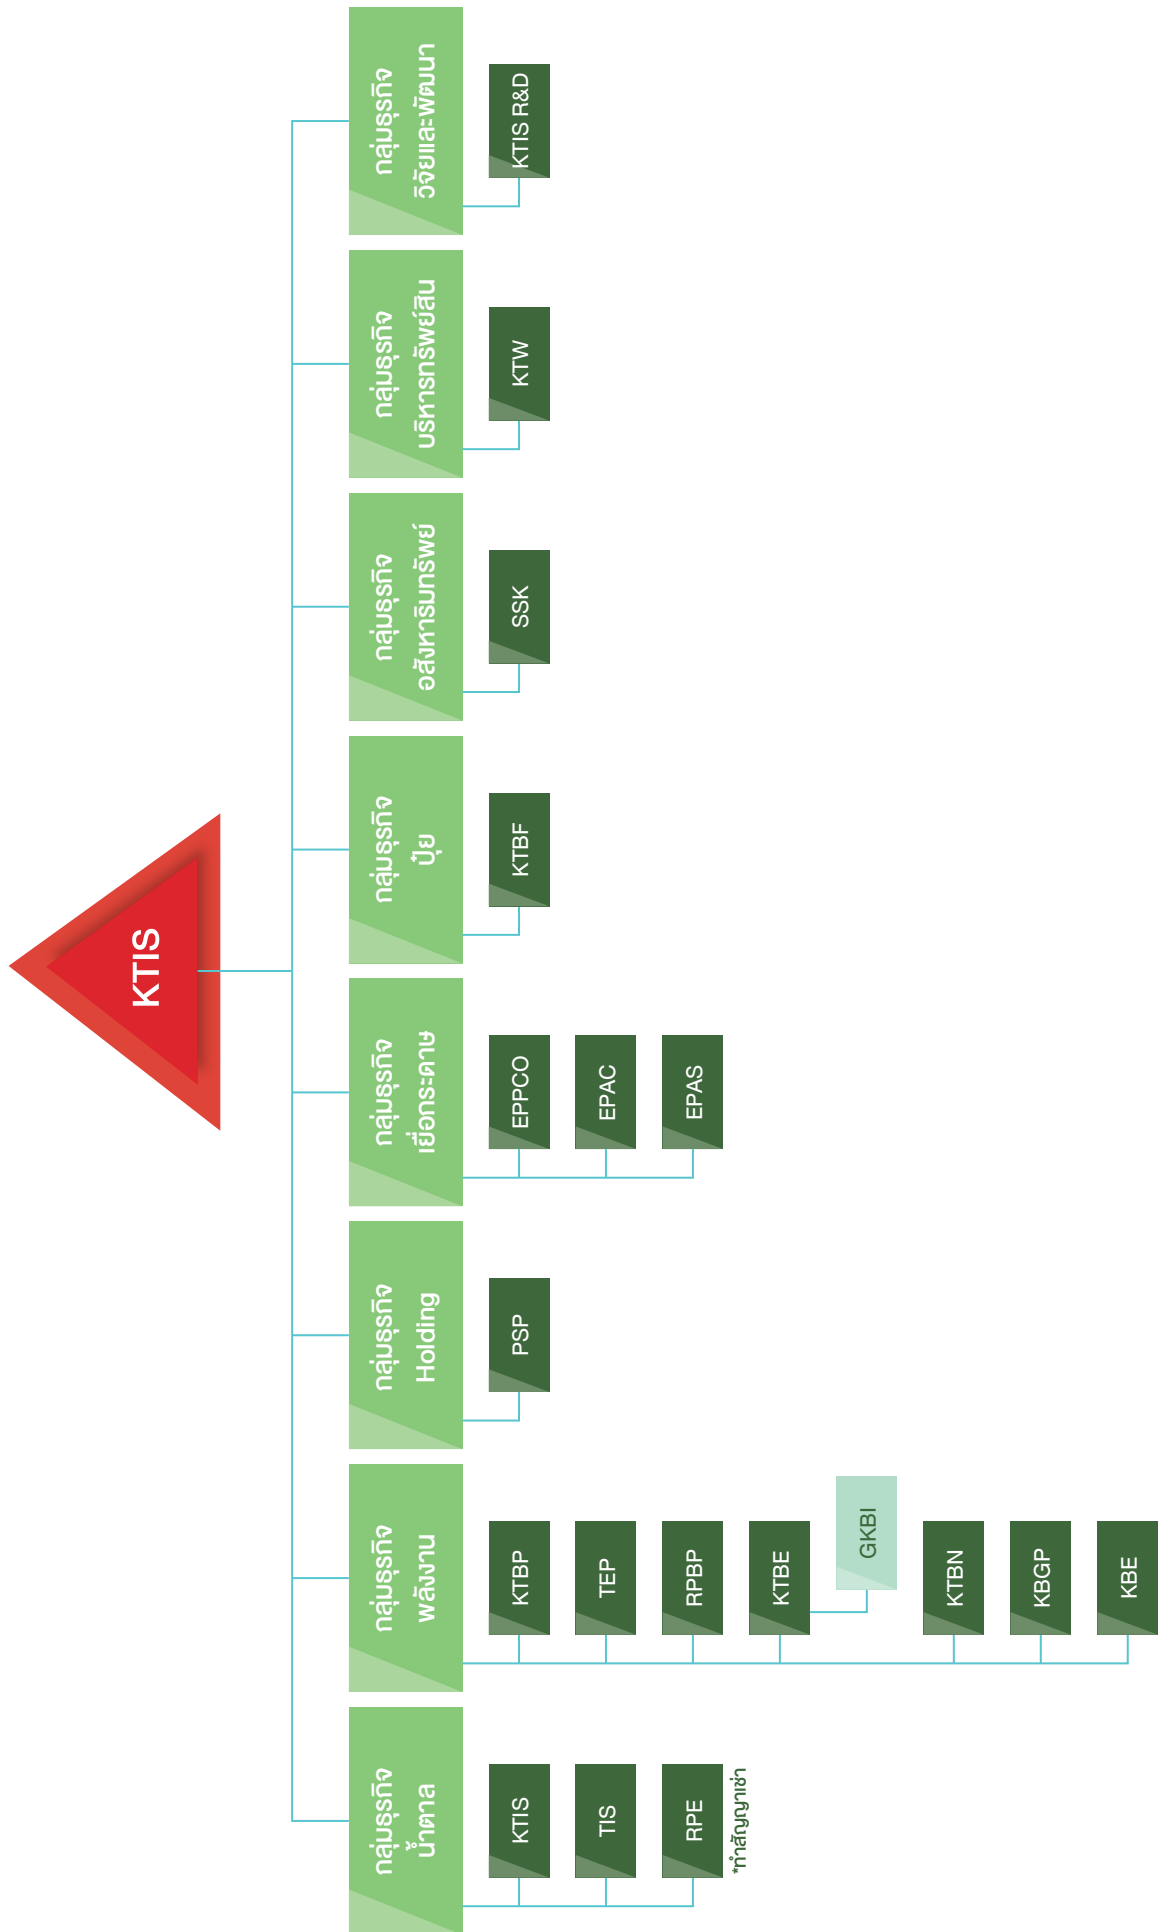 KTIS
กลุ่มธุรกิจ
น้ำตาล
KTIS
TIS
RPE
*ทำสัญญาเช่า
กลุ่มธุรกิจ
พลังงาน
KTBP
TEP
RPBP
KTBE
GKBI
KTBN
KBGP
KBE
กลุ่มธุรกิจ
Holding
PSP
กลุ่มธุรกิจ
เยื่อกระดาษ
EPPCO
EPAC
EPAS
กลุ่มธุรกิจ
ปุ๋ย
KTBF
กลุ่มธุรกิจ
อสังหาริมทรัพย์
SSK
กลุ่มธุรกิจ
บริหารทรัพย์สิน
KTW
กลุ่มธุรกิจ
วิจัยและพัฒนา
KTIS R&D